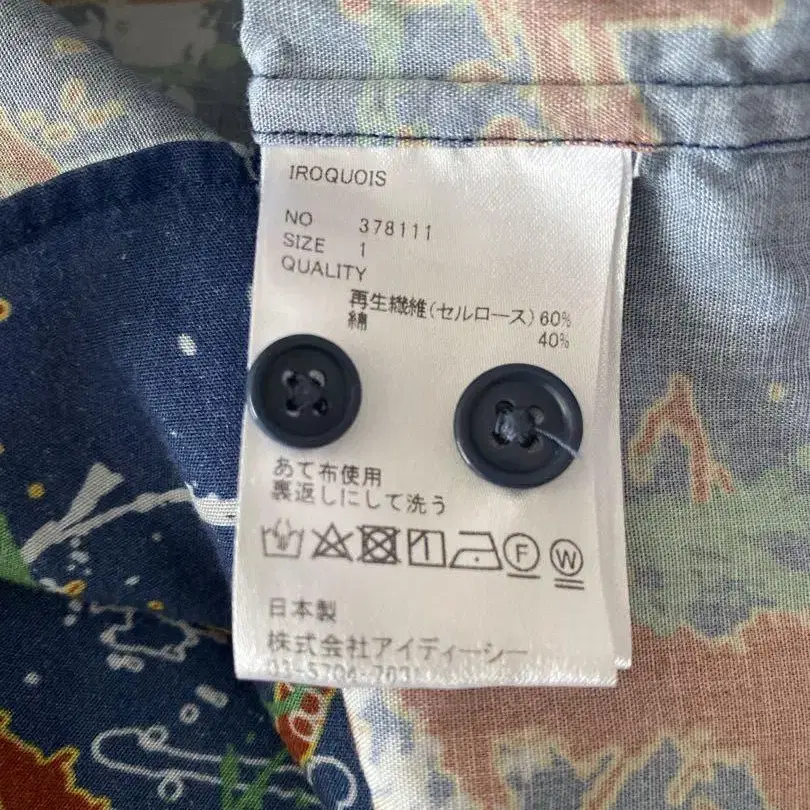 IROQUOIS
NO 378111
SIZE 1
QUALITY
再生繊維(セルロース) 60%
綿 40%
あて布使用
裏返しにして洗う
F W
日本製
株式会社アイディーシー